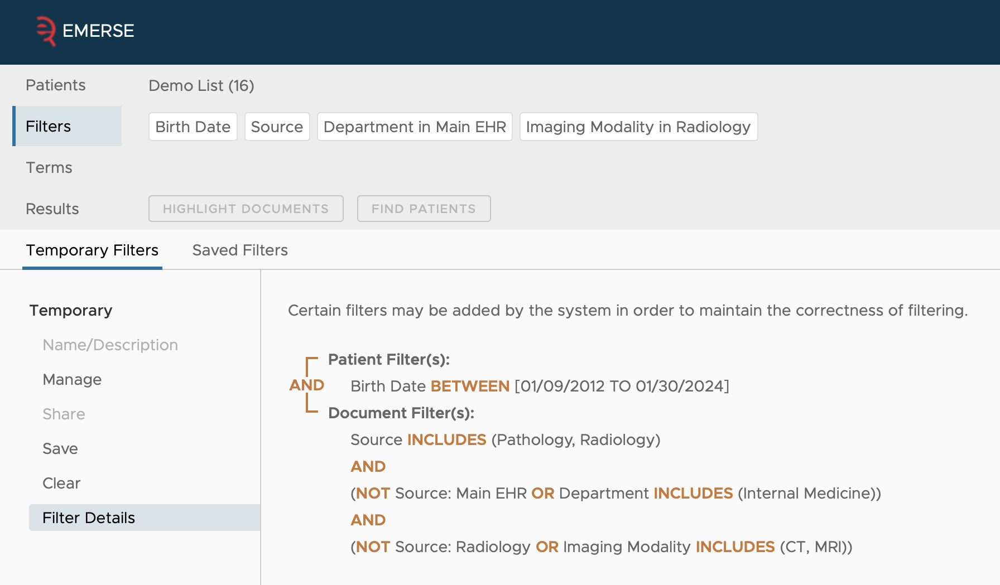 EMERSE
Patients
Demo List (16)
Filters
Birth Date
Source
Department in Main EHR
Imaging Modality in Radiology
Terms
Results
HIGHLIGHT DOCUMENTS
FIND PATIENTS
Temporary Filters
Saved Filters
Temporary
Name/Description
Manage
Share
Save
Clear
Filter Details
Certain filters may be added by the system in order to maintain the correctness of filtering.
Patient Filter(s):
AND
Birth Date BETWEEN [01/09/2012 TO 01/30/2024]
Document Filter(s):
Source INCLUDES (Pathology, Radiology)
AND
(NOT Source: Main EHR OR Department INCLUDES (Internal Medicine))
AND
(NOT Source: Radiology OR Imaging Modality INCLUDES (CT, MRI))